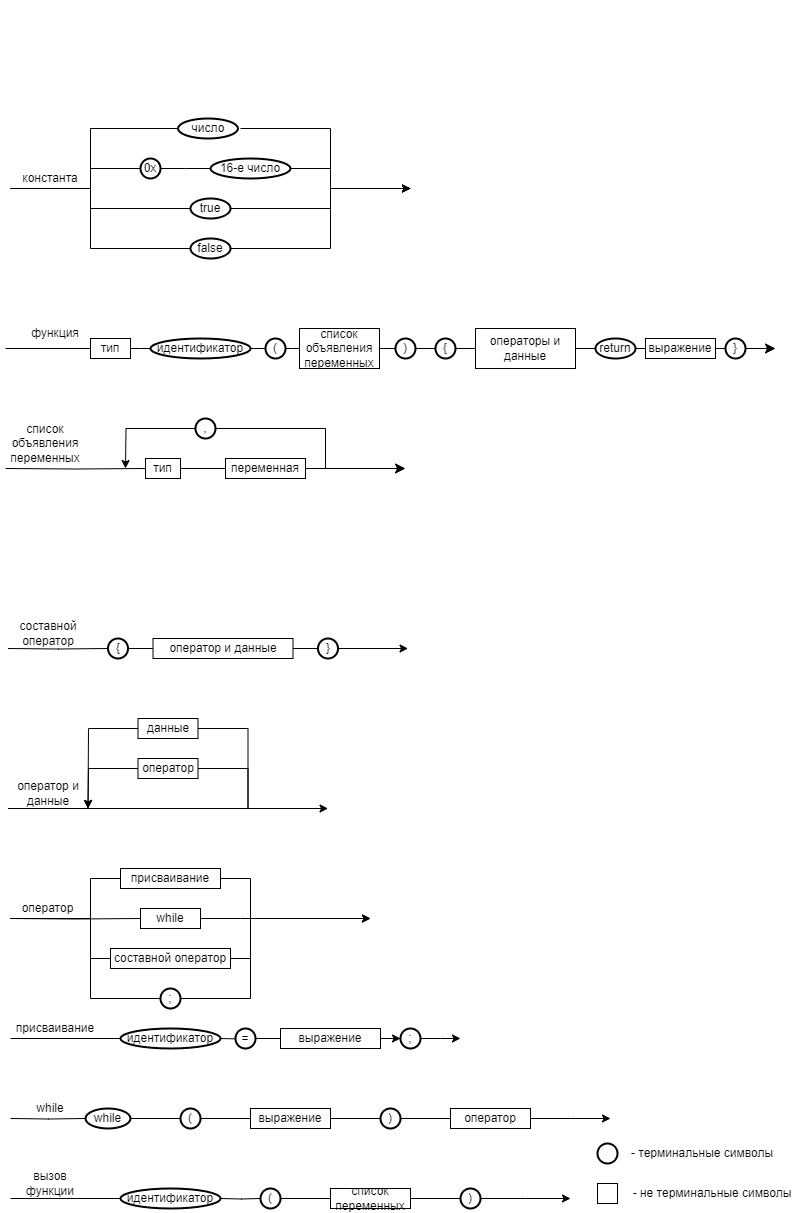 число
константа
0x 16-е число
true
false
функция
тип идентификатор ( список объявления переменных ) { операторы и данные return выражение }
список
объявления
переменных
,
тип переменная
составной
оператор
{ оператор и данные }
данные
оператор
оператор и
данные
присваивание
оператор
while
составной оператор
;
присваивание
идентификатор = выражение ;
while
while ( выражение ) оператор
- терминальные символы
вызов
функции
идентификатор ( список переменных )
- не терминальные символы